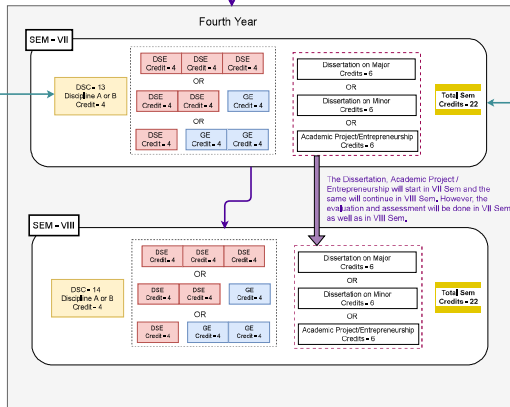 Fourth Year
SEM - VII
DSC - 13
Discipline A or B
Credit - 4
DSE
Credit - 4
DSE
Credit - 4
DSE
Credit - 4
OR
DSE
Credit - 4
DSE
Credit - 4
GE
Credit - 4
OR
DSE
Credit - 4
GE
Credit - 4
GE
Credit - 4
Dissertation on Major
Credits - 6
OR
Dissertation on Minor
Credits - 6
OR
Academic Project/Entrepreneurship
Credits - 6
Total Sem
Credits - 22
The Dissertation, Academic Project /
Entrepreneurship will start in VII Sem and the
same will continue in VIII Sem. However, the
evaluation and assessment will be done in VII Sem
as well as in VIII Sem.
SEM - VIII
DSC - 14
Discipline A or B
Credit - 4
DSE
Credit - 4
DSE
Credit - 4
DSE
Credit - 4
OR
DSE
Credit - 4
DSE
Credit - 4
GE
Credit - 4
OR
DSE
Credit - 4
GE
Credit - 4
GE
Credit - 4
Dissertation on Major
Credits - 6
OR
Dissertation on Minor
Credits - 6
OR
Academic Project/Entrepreneurship
Credits - 6
Total Sem
Credits - 22